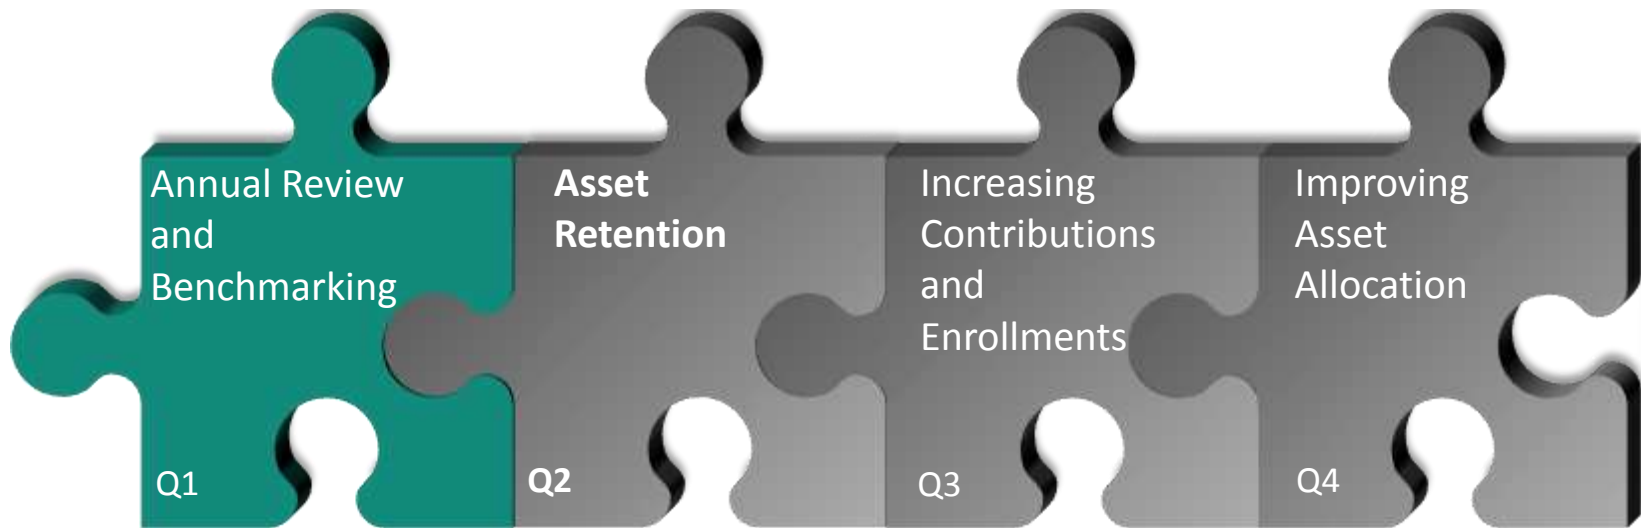 Annual Review
and
Benchmarking
Q1
Asset
Retention
Q2
Increasing
Contributions
and
Enrollments
Q3
Improving
Asset
Allocation
Q4